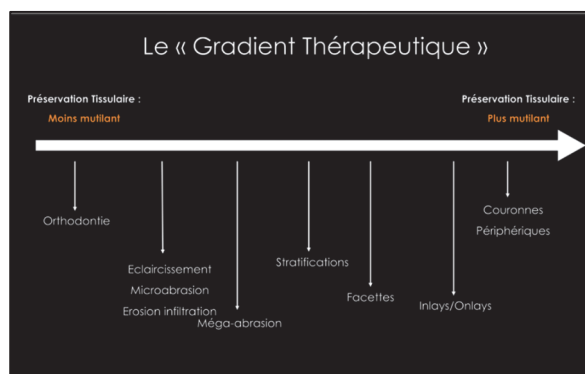 Le « Gradient Thérapeutique »
Préservation Tissulaire :
Moins mutilant
Préservation Tissulaire :
Plus mutilant
Orthodontie
Eclaircissement
Microabrasion
Erosion infiltration
Méga-abrasion
Stratifications
Facettes
Inlays/Onlays
Couronnes
Périphériques